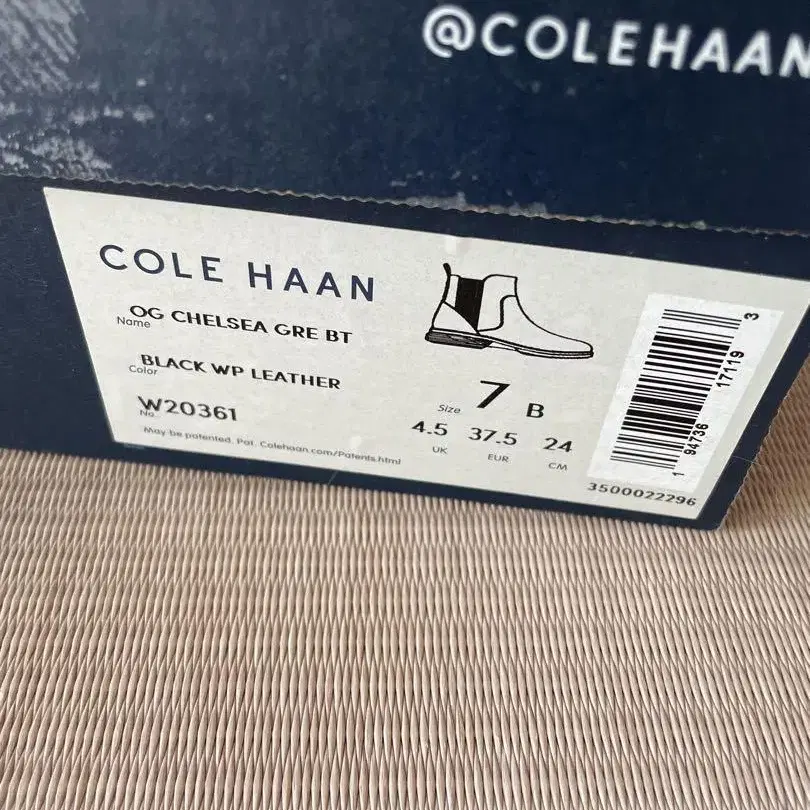 @COLEHAAN
COLE HAAN
OG CHELSEA GRE BT
Name
BLACK WP LEATHER
Color
W20361
No.
May be patented. Pat. Colehaan.com/Patents.html
Size 7 B
4.5 37.5 24
UK EUR CM
1 94736 17119 3
3500022296